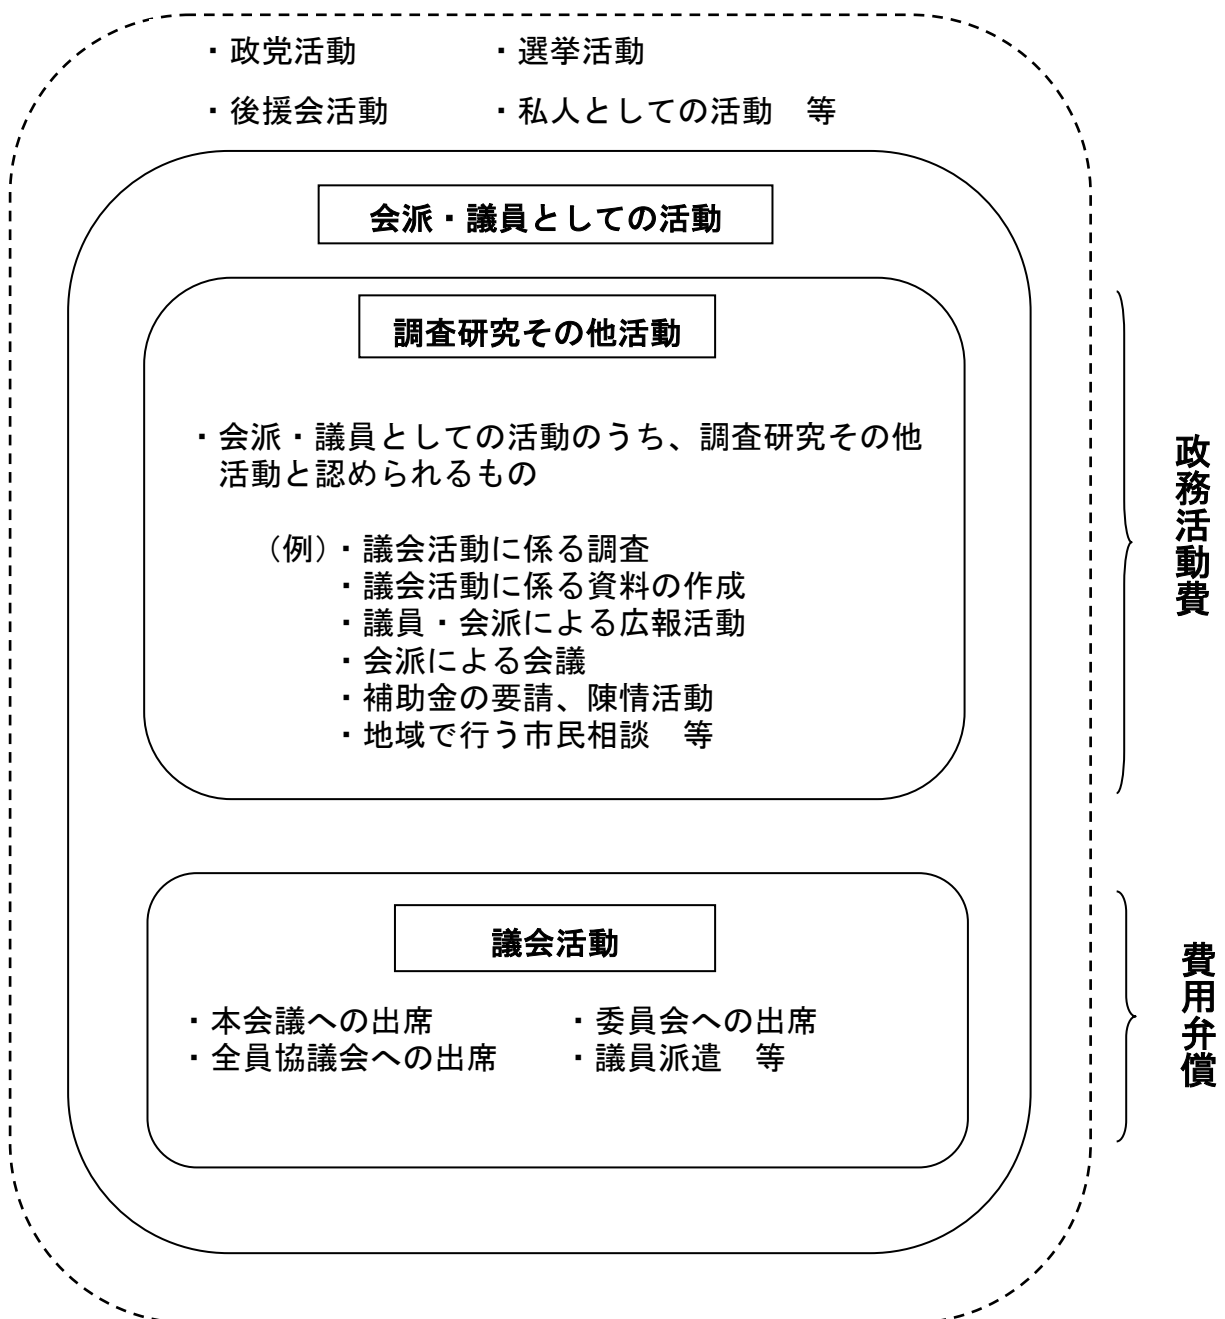 ・政党活動　・選挙活動
・後援会活動　・私人としての活動　等
会派・議員としての活動
調査研究その他活動
・会派・議員としての活動のうち、調査研究その他
活動と認められるもの
（例）・議会活動に係る調査
・議会活動に係る資料の作成
・議員・会派による広報活動
・会派による会議
・補助金の要請、陳情活動
・地域で行う市民相談　等
政務活動費
議会活動
・本会議への出席　・委員会への出席
・全員協議会への出席　・議員派遣　等
費用弁償